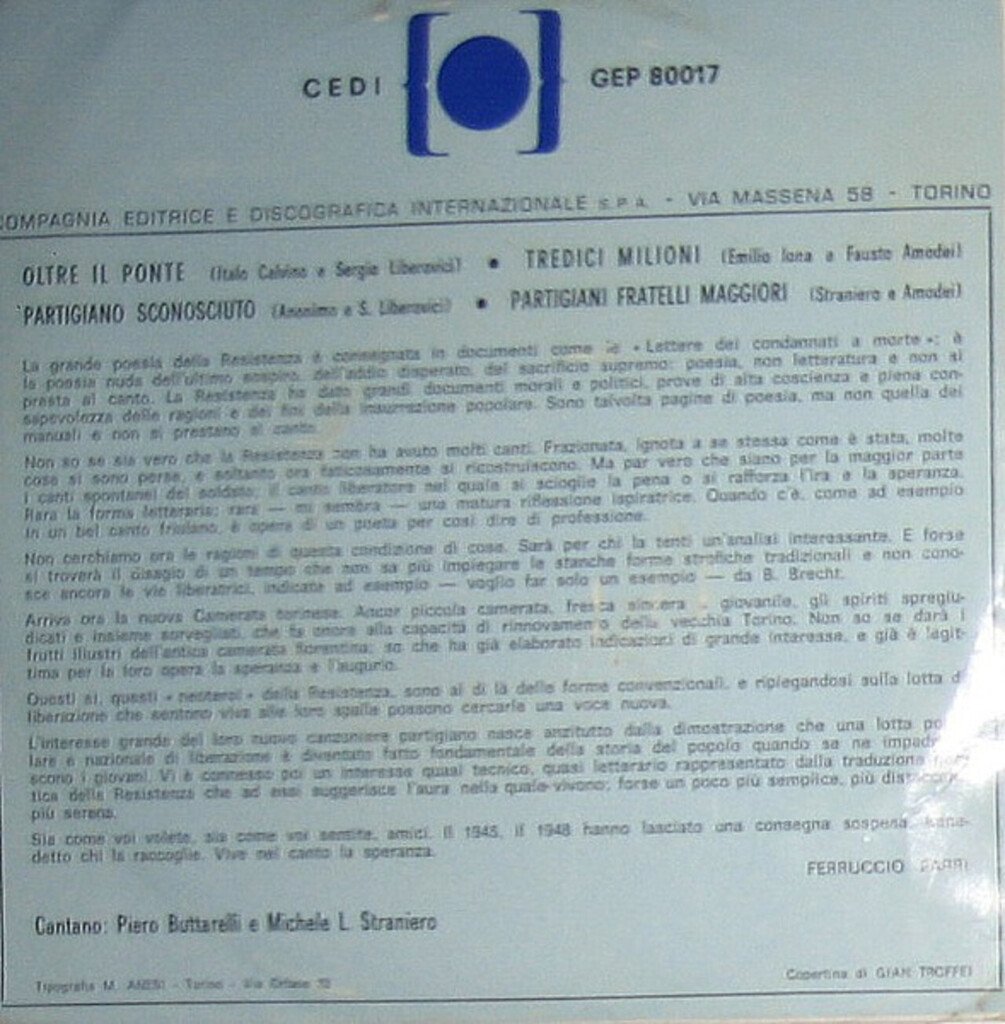 CEDI GEP 80017
COMPAGNIA EDITRICE E DISCOGRAFICA INTERNAZIONALE S.P.A. - VIA MASSENA 58 - TORINO
OLTRE IL PONTE (Italo Calvino e Sergio Liberovici) • TREDICI MILIONI (Emilio Iona e Fausto Amodei)
PARTIGIANO SCONOSCIUTO (Anonimo e S. Liberovici) • PARTIGIANI FRATELLI MAGGIORI (Straniero e Amodei)
La grande poesia della Resistenza è consegnata in documenti come le « Lettere dei condannati a morte »: è
la poesia nuda dell'ultimo sospiro, dell'addio disperato, del sacrificio supremo: poesia, non letteratura e non si
presta al canto. La Resistenza ha dato grandi documenti morali e politici, prove di alta coscienza e piena con-
sapevolezza delle ragioni e dei fini della insurrezione popolare. Sono talvolta pagine di poesia, ma non quella dei
manuali e non si prestano al canto.
Non so se sia vero che la Resistenza non ha avuto molti canti. Frazionata, ignota a se stessa come è stata, molte
cose si sono perse, e soltanto ora faticosamente si ricostruiscono. Ma par vero che siano per la maggior parte
i canti spontanei del soldato; il canto liberatore nel quale si scioglie la pena o si rafforza l'ira e la speranza.
Rara la forma letteraria; rara — mi sembra — una matura riflessione ispiratrice. Quando c'è, come ad esempio
in un bel canto friulano, è opera di un poeta per così dire di professione.
Non cerchiamo ora le ragioni di questa condizione di cose. Sarà per chi la tenti un'analisi interessante. E forse
si troverà il disagio di un tempo che non sa più impiegare le stanche forme strofiche tradizionali e non cono-
sce ancora le vie liberatrici, indicate ad esempio — voglio far solo un esempio — da B. Brecht.
Arriva ora la nuova Camerata torinese. Ancor piccola camerata, fresca sincera giovanile, gli spiriti spregiu-
dicati e insieme sorvegliati, che fa onore alla capacità di rinnovamento della vecchia Torino. Non so se darà i
frutti illustri dell'antica camerata fiorentina; so che ha già elaborato indicazioni di grande interesse, e già è legit-
tima per la loro opera la speranza e l'augurio.
Questi sì, questi « neoteroi » della Resistenza, sono al di là delle forme convenzionali, e ripiegandosi sulla lotta di
liberazione che sentono viva alle loro spalle possono cercarle una voce nuova.
L'interesse grande del loro nuovo canzoniere partigiano nasce anzitutto dalla dimostrazione che una lotta
lare e nazionale di liberazione è diventato fatto fondamentale della storia del popolo quando se ne
scono i giovani. Vi è connesso poi un interesse quasi tecnico, quasi letterario rappresentato dalla traduzione
tica della Resistenza che ad essi suggerisce l'aura nella quale vivono: forse un poco più semplice, più
più serena.
Sia come voi volete, sia come voi sentite, amici. Il 1945, il 1948 hanno lasciato una consegna sospesa.
detto chi la raccoglie. Vive nel canto la speranza.
FERRUCCIO PARRI
Cantano: Piero Buttarelli e Michele L. Straniero
Tipografia M. - Torino - Via
Copertina di GIAN TROFFEI